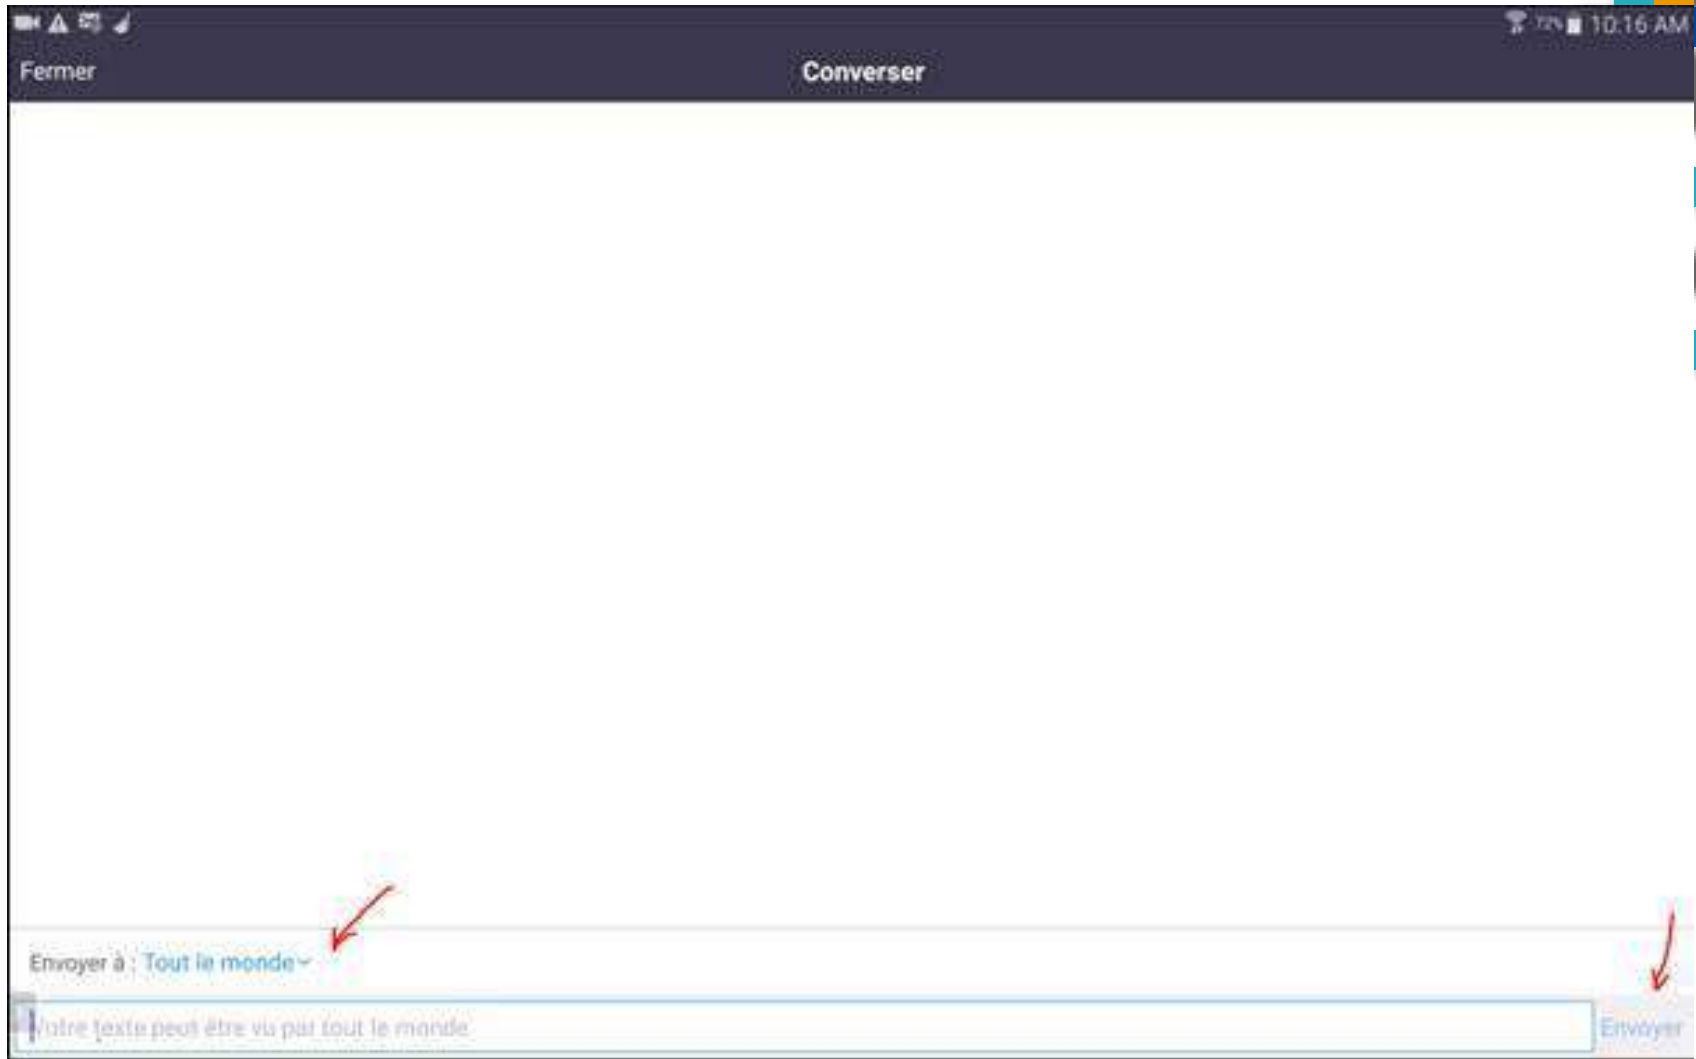 72% 10:16 AM
Fermer
Converser
Envoyer à : Tout le monde
Votre texte peut être vu par tout le monde
Envoyer